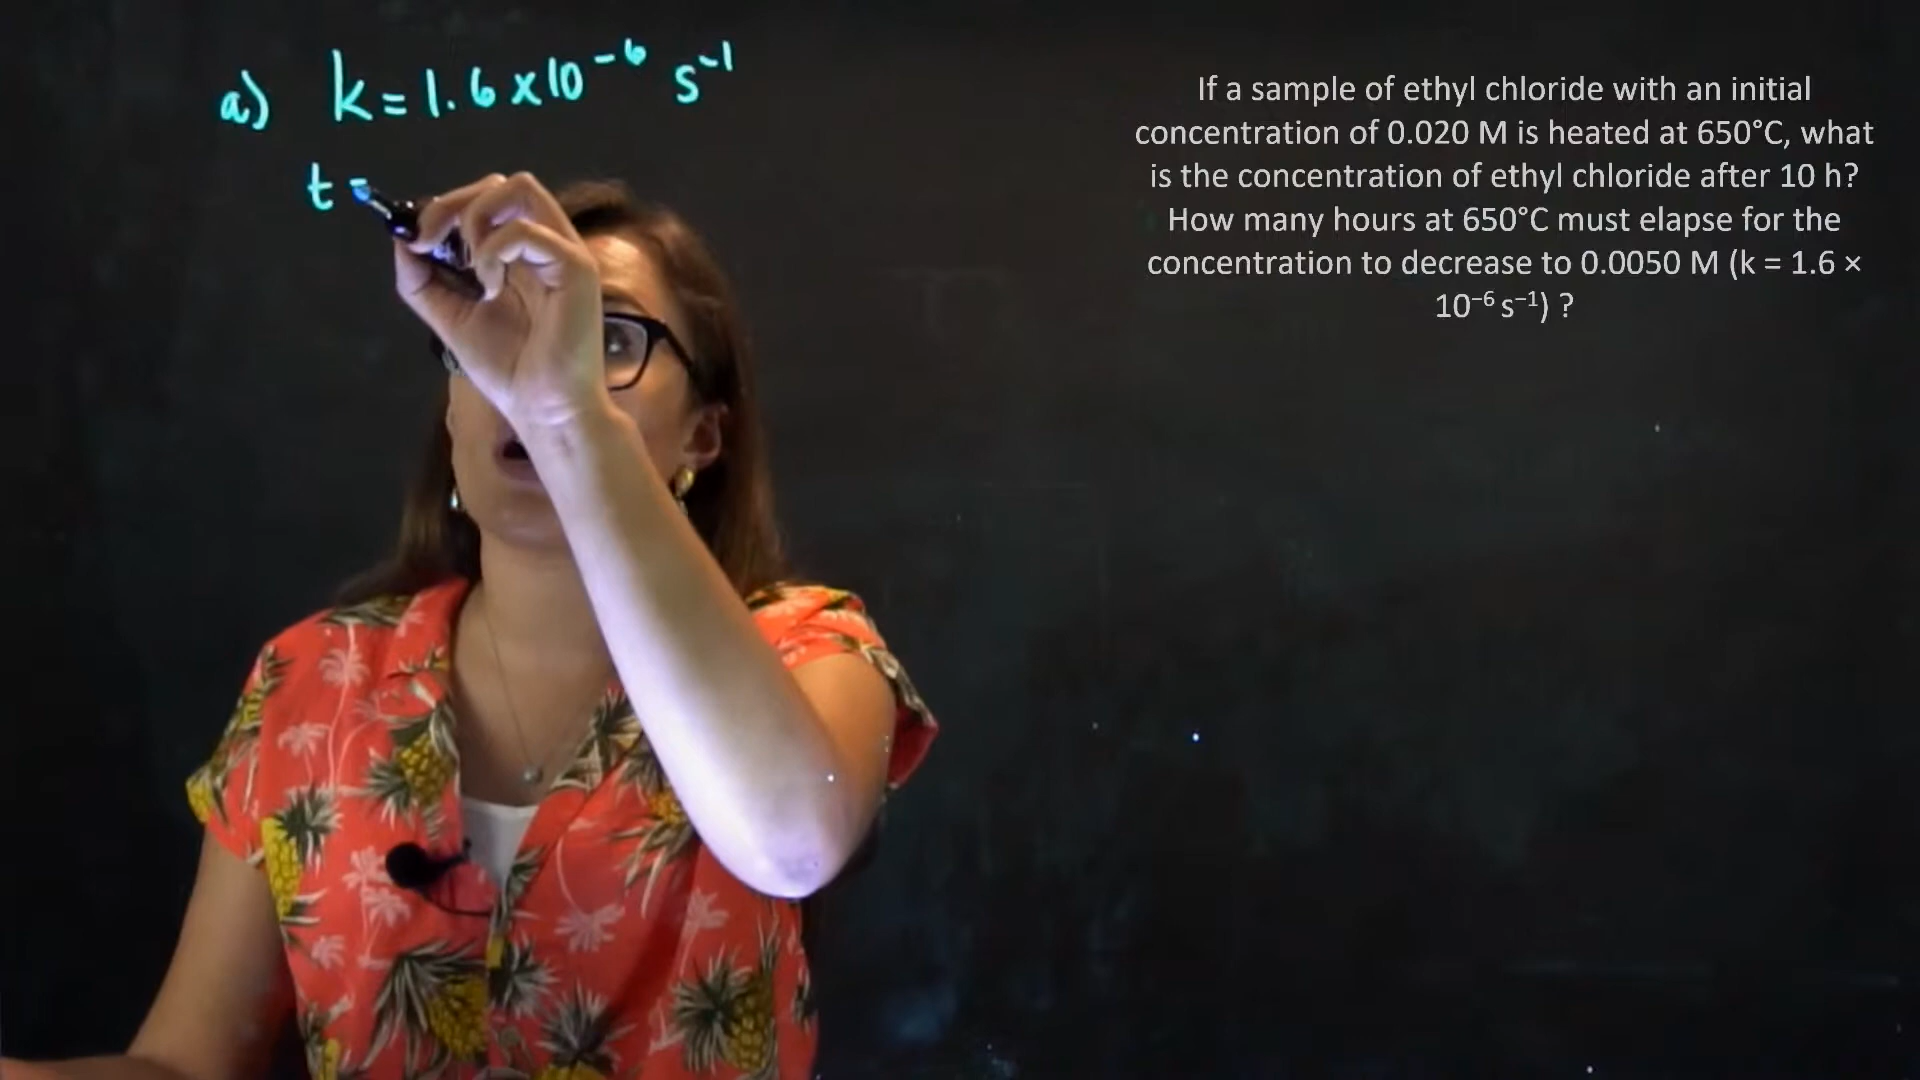 a) k = 1.6 x 10⁻⁶ s⁻¹
t =
If a sample of ethyl chloride with an initial
concentration of 0.020 M is heated at 650°C, what
is the concentration of ethyl chloride after 10 h?
How many hours at 650°C must elapse for the
concentration to decrease to 0.0050 M (k = 1.6 ×
10⁻⁶ s⁻¹) ?